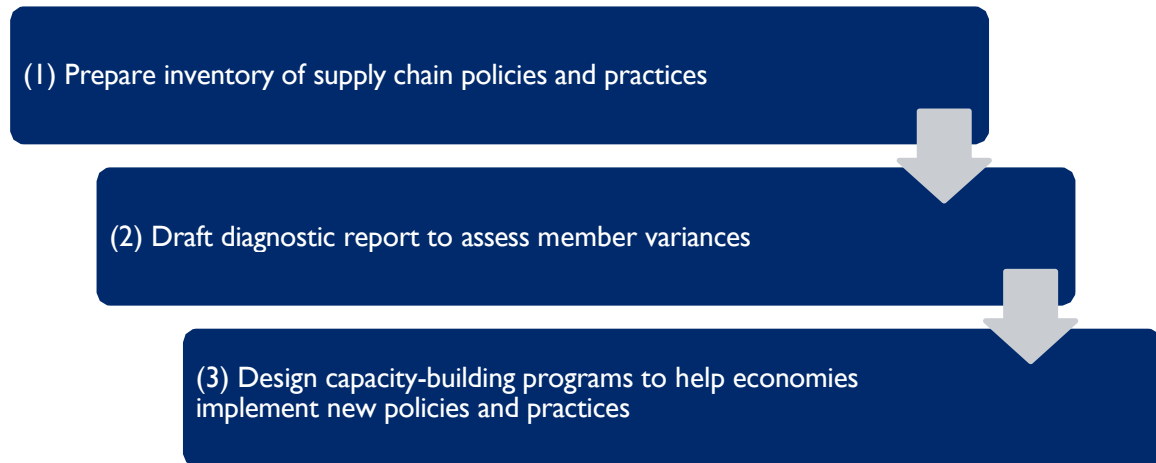 (1) Prepare inventory of supply chain policies and practices
(2) Draft diagnostic report to assess member variances
(3) Design capacity-building programs to help economies
implement new policies and practices